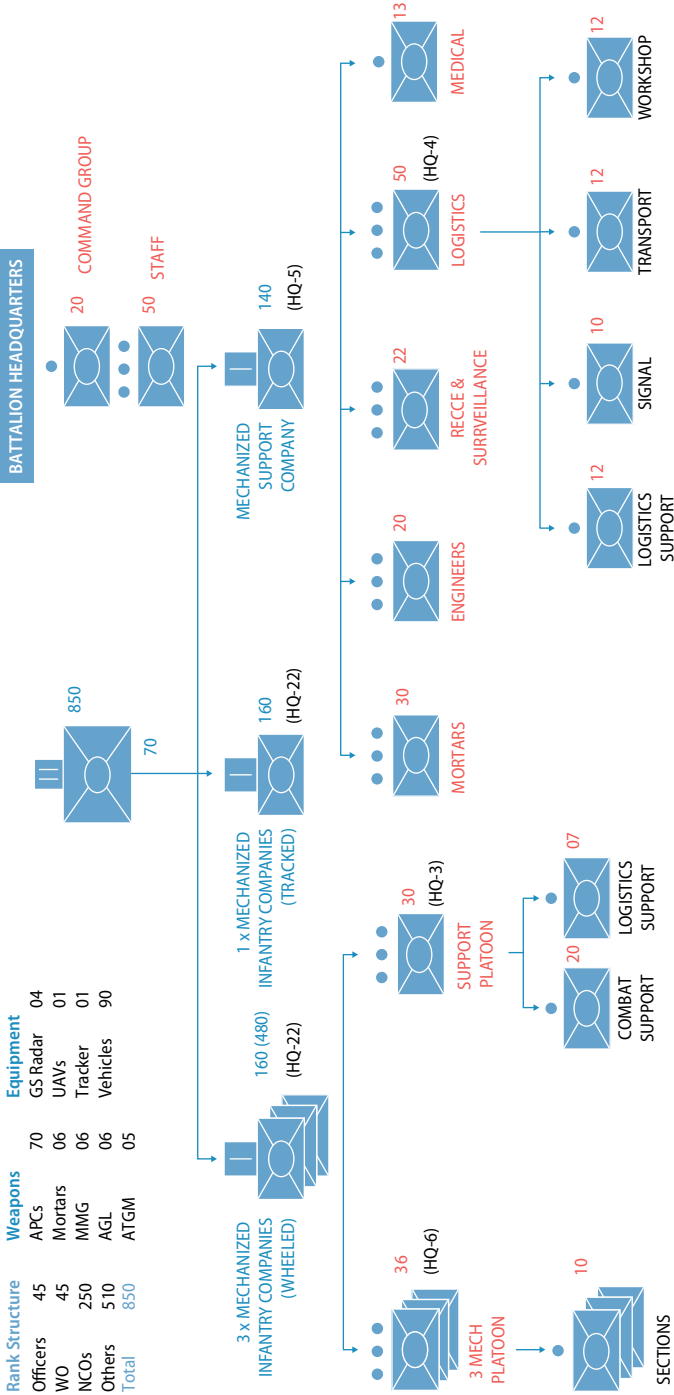 BATTALION HEADQUARTERS
Rank Structure
Officers 45
WO 45
NCOs 250
Others 510
Total 850
Weapons
APCs 70
Mortars 06
MMG 06
AGL 06
ATGM 05
Equipment
GS Radar 04
UAVs 01
Tracker 01
Vehicles 90
850
70
20
COMMAND GROUP
50
STAFF
3 x MECHANIZED
INFANTRY COMPANIES
(WHEELED)
160 (480)
(HQ-22)
1 x MECHANIZED
INFANTRY COMPANIES
(TRACKED)
160
(HQ-22)
MECHANIZED
SUPPORT
COMPANY
140
(HQ-5)
36
(HQ-6)
3 MECH
PLATOON
30
(HQ-3)
SUPPORT
PLATOON
30
MORTARS
20
ENGINEERS
22
RECCE &
SURRVEILLANCE
50
(HQ-4)
LOGISTICS
13
MEDICAL
10
SECTIONS
20
COMBAT
SUPPORT
07
LOGISTICS
SUPPORT
12
LOGISTICS
SUPPORT
10
SIGNAL
12
TRANSPORT
12
WORKSHOP